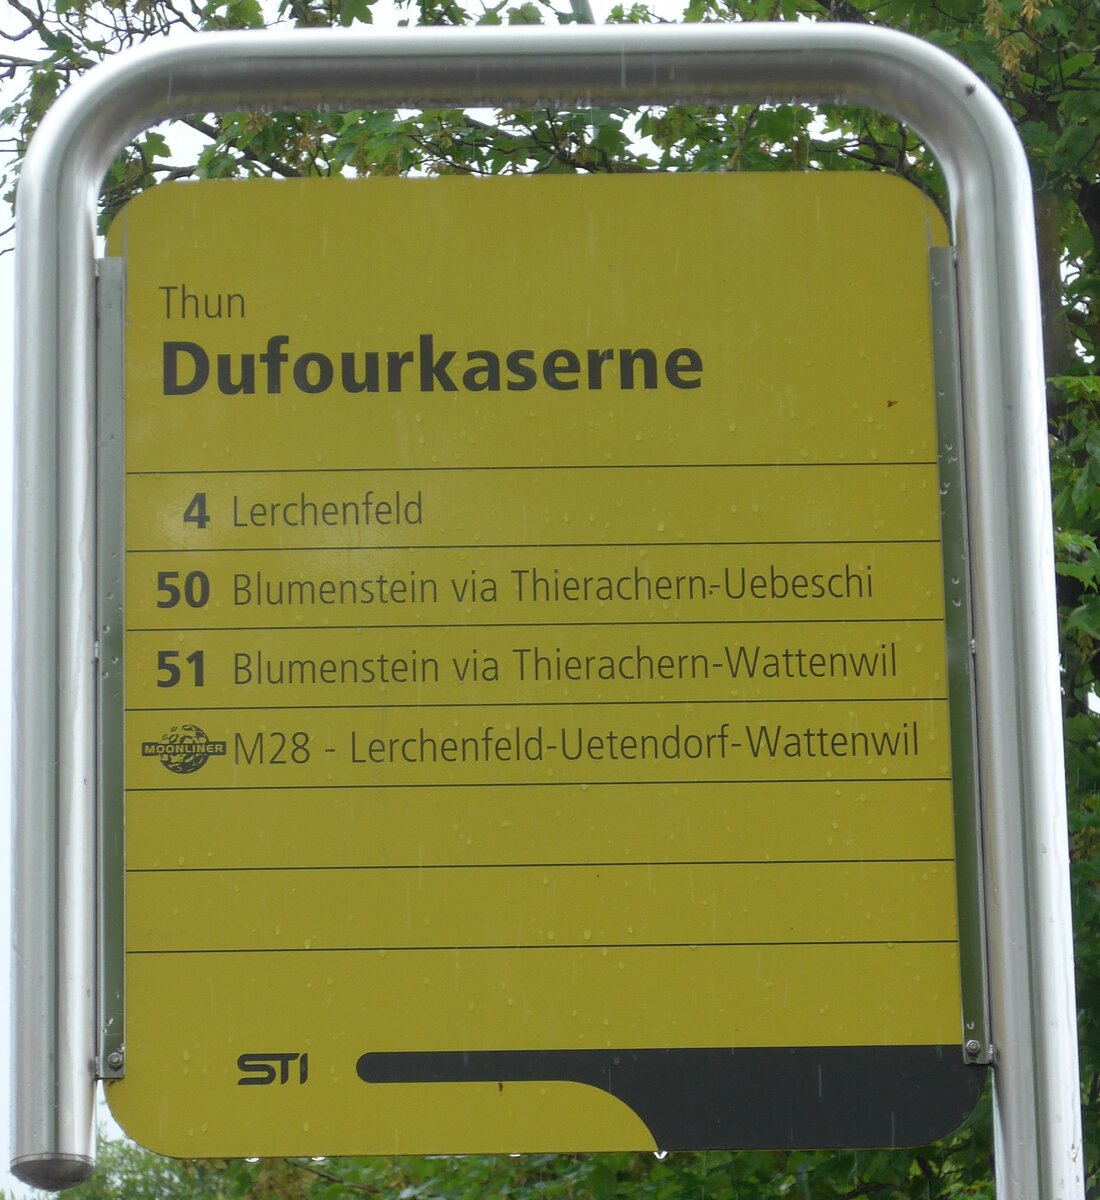 Thun
Dufourkaserne
4 Lerchenfeld
50 Blumenstein via Thierachern-Uebeschi
51 Blumenstein via Thierachern-Wattenwil
MOONLINER M28 - Lerchenfeld-Uetendorf-Wattenwil
STI